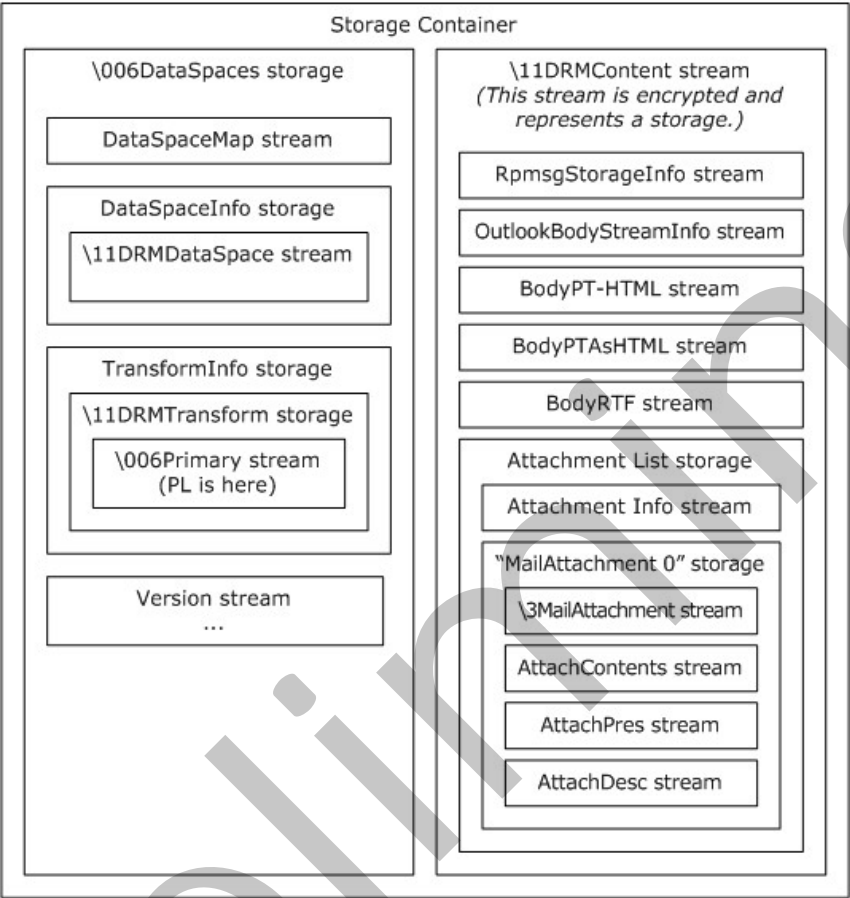 Storage Container
\006DataSpaces storage
DataSpaceMap stream
DataSpaceInfo storage
\11DRMDataSpace stream
TransformInfo storage
\11DRMTransform storage
\006Primary stream
(PL is here)
Version stream
...
\11DRMContent stream
(This stream is encrypted and
represents a storage.)
RpmsgStorageInfo stream
OutlookBodyStreamInfo stream
BodyPT-HTML stream
BodyPTAsHTML stream
BodyRTF stream
Attachment List storage
Attachment Info stream
“MailAttachment 0” storage
\3MailAttachment stream
AttachContents stream
AttachPres stream
AttachDesc stream